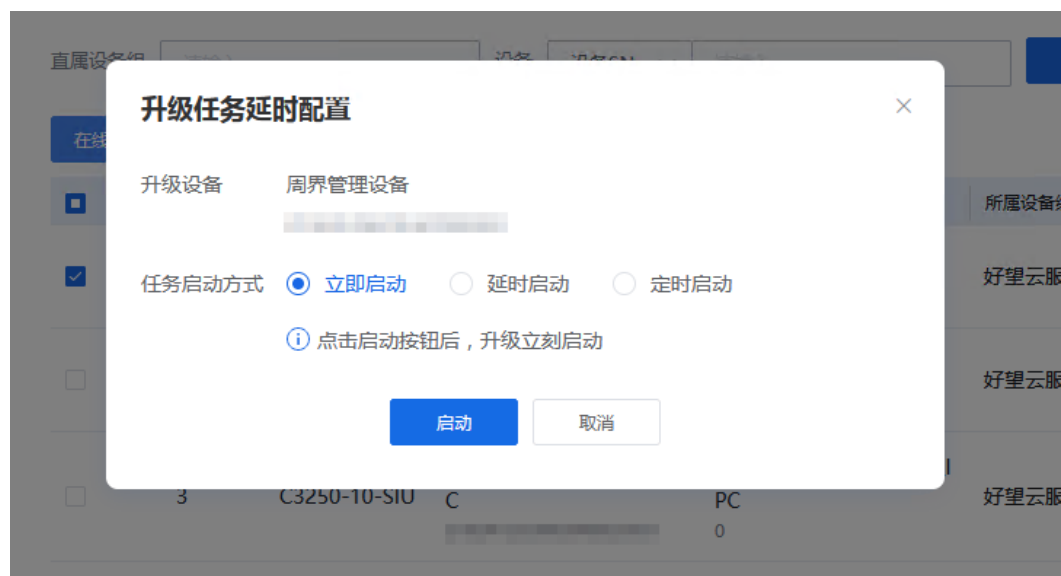 直属设备组
设备
在线
所属设备组
升级任务延时配置
升级设备
周界管理设备
任务启动方式
立即启动
延时启动
定时启动
点击启动按钮后，升级立刻启动
启动
取消
好望云服
好望云服
3
C3250-10-SIU
C
PC
0
好望云服